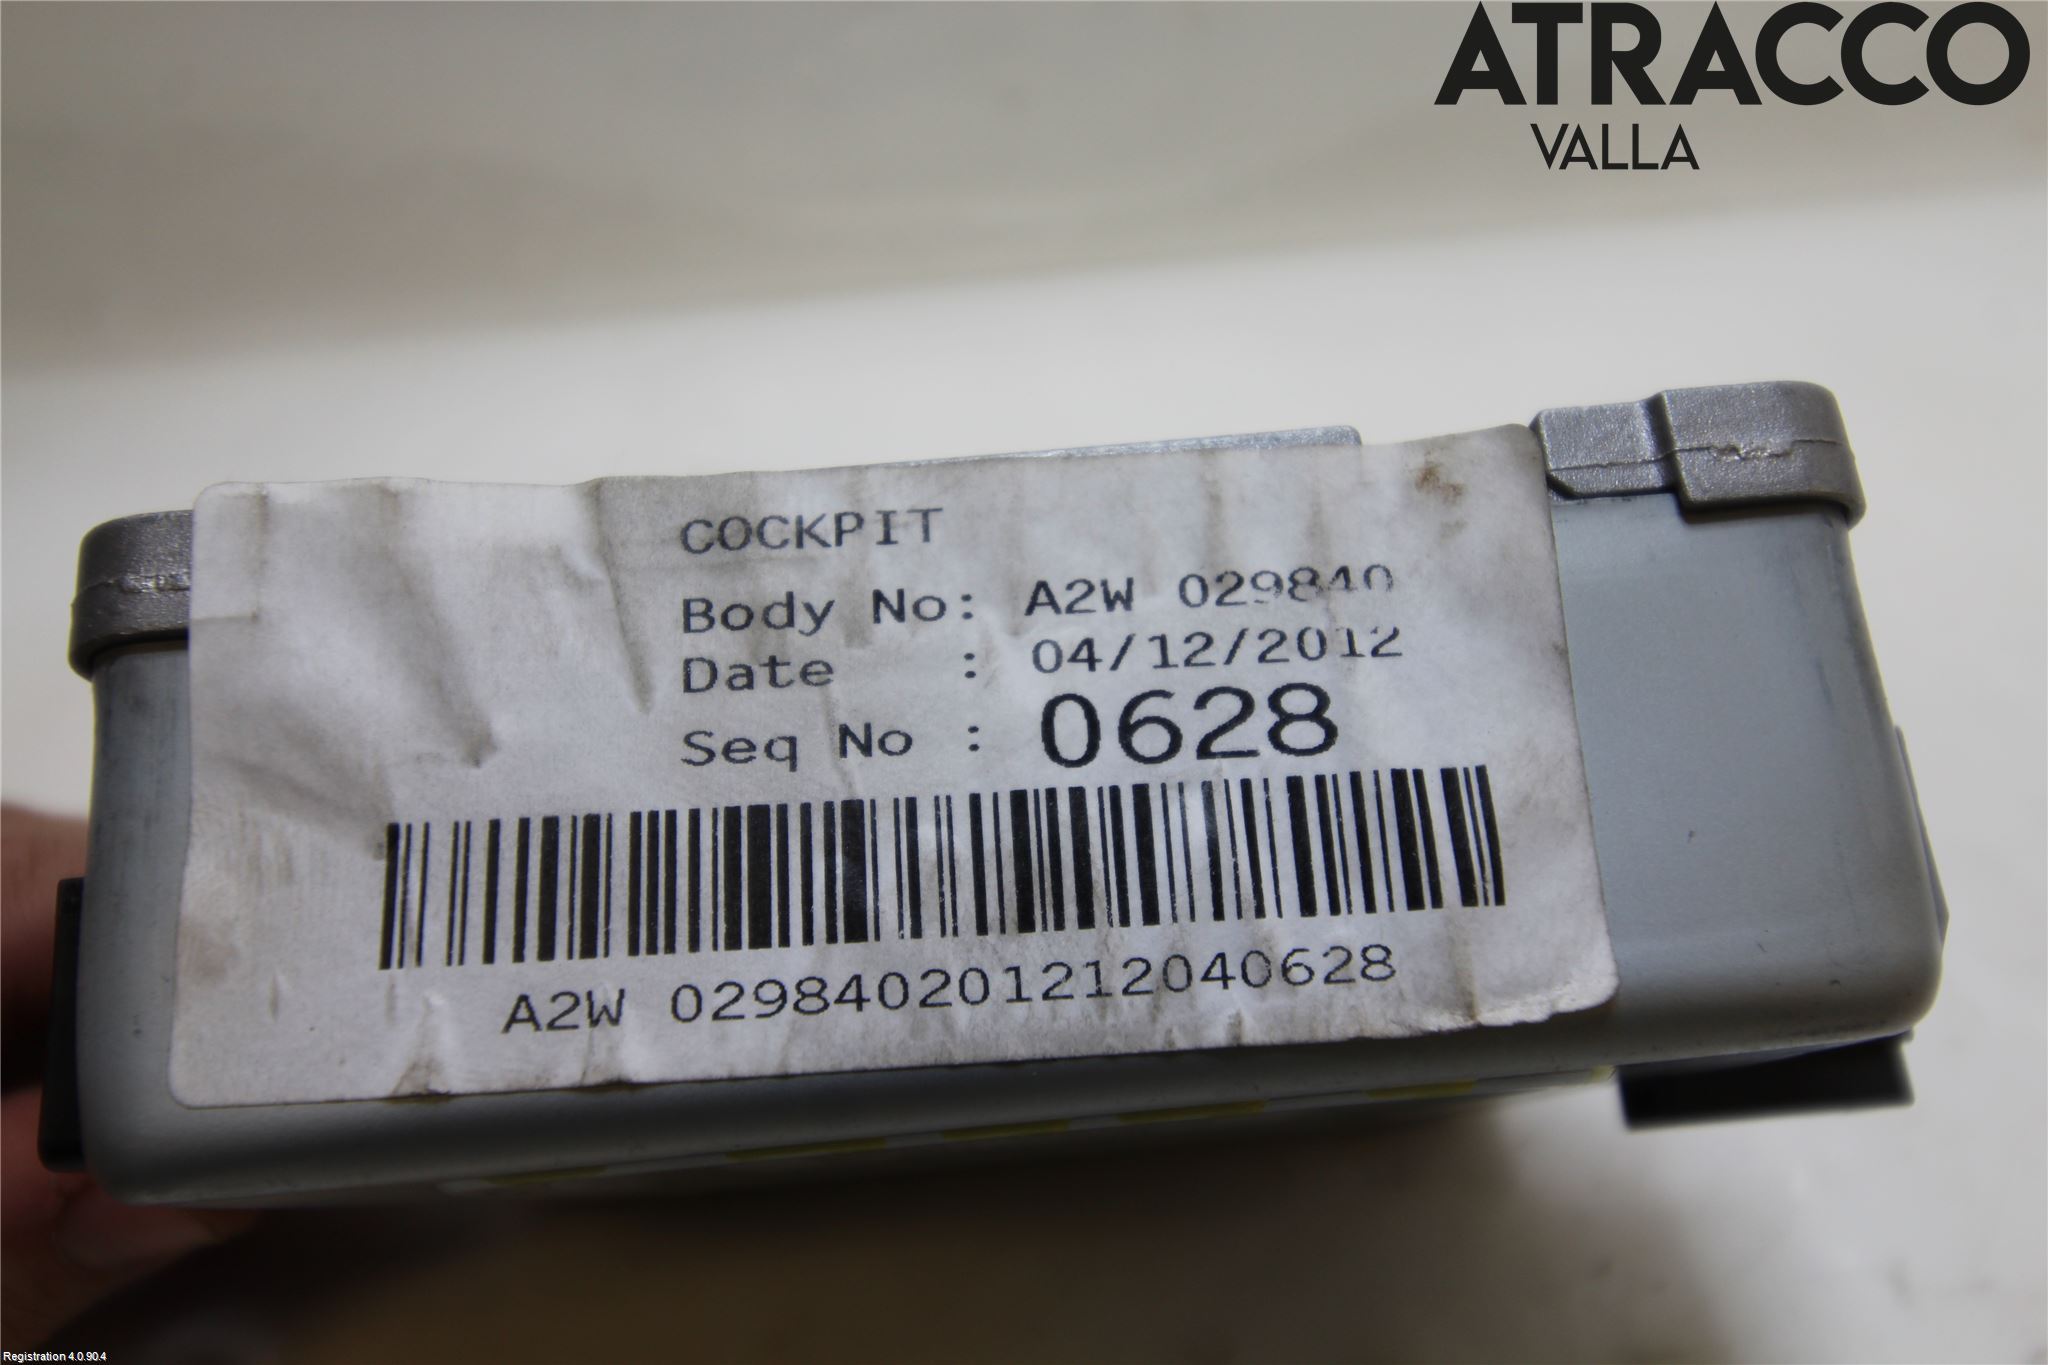 ATRACCO
VALLA
COCKPIT
Body No: A2W 029840
Date : 04/12/2012
Seq No : 0628
A2W 029840201212040628
Registration 4.0.90.4